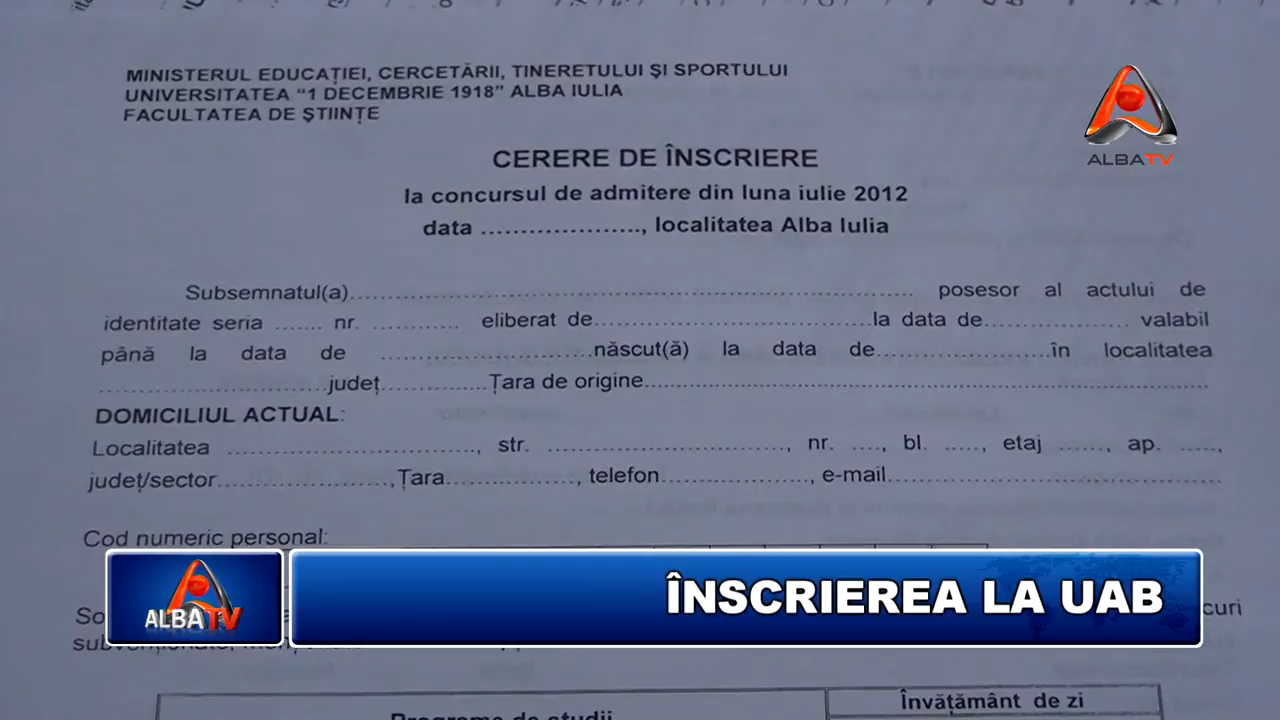 MINISTERUL EDUCAȚIEI, CERCETĂRII, TINERETULUI ȘI SPORTULUI
UNIVERSITATEA “1 DECEMBRIE 1918” ALBA IULIA
FACULTATEA DE ȘTIINȚE
ALBATV
CERERE DE ÎNSCRIERE
la concursul de admitere din luna iulie 2012
data ...................., localitatea Alba Iulia
Subsemnatul(a)........................................................................ posesor al actului de
identitate seria ....... nr. ............ eliberat de...................................la data de................... valabil
până la data de ...........................născut(ă) la data de......................în localitatea
.............................județ..............Țara de origine........................................................................
DOMICILIUL ACTUAL:
Localitatea ................................, str. ..............................., nr. ...., bl. ....., etaj ......, ap. .....,
județ/sector......................,Țara................., telefon..................., e-mail...........................................
Cod numeric personal:
ALBATV
ÎNSCRIEREA LA UAB
Programe de studii
Învățământ de zi